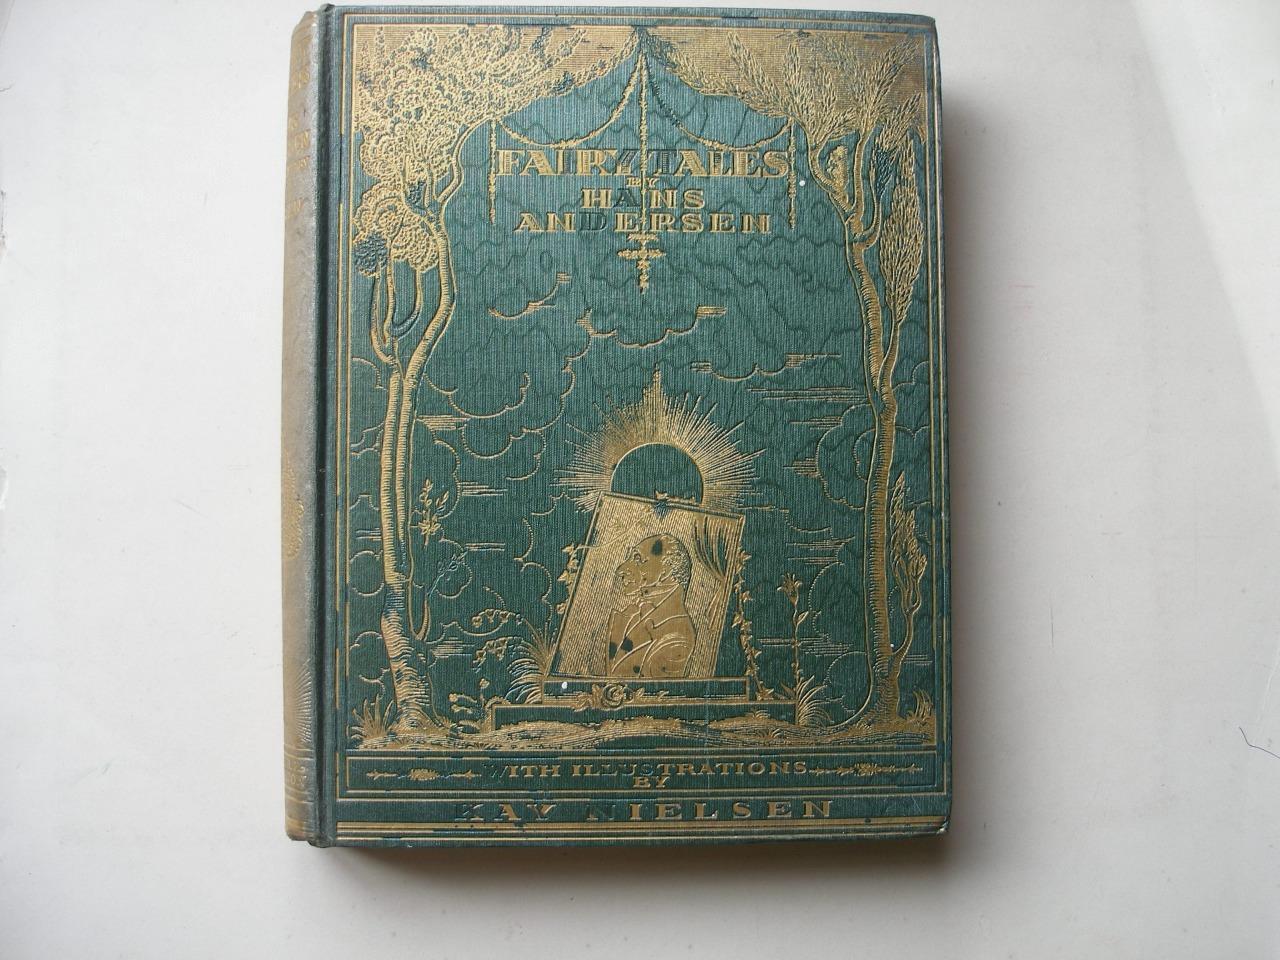 FAIRY TALES
BY
HANS
ANDERSEN
WITH ILLUSTRATIONS
BY
KAY NIELSEN